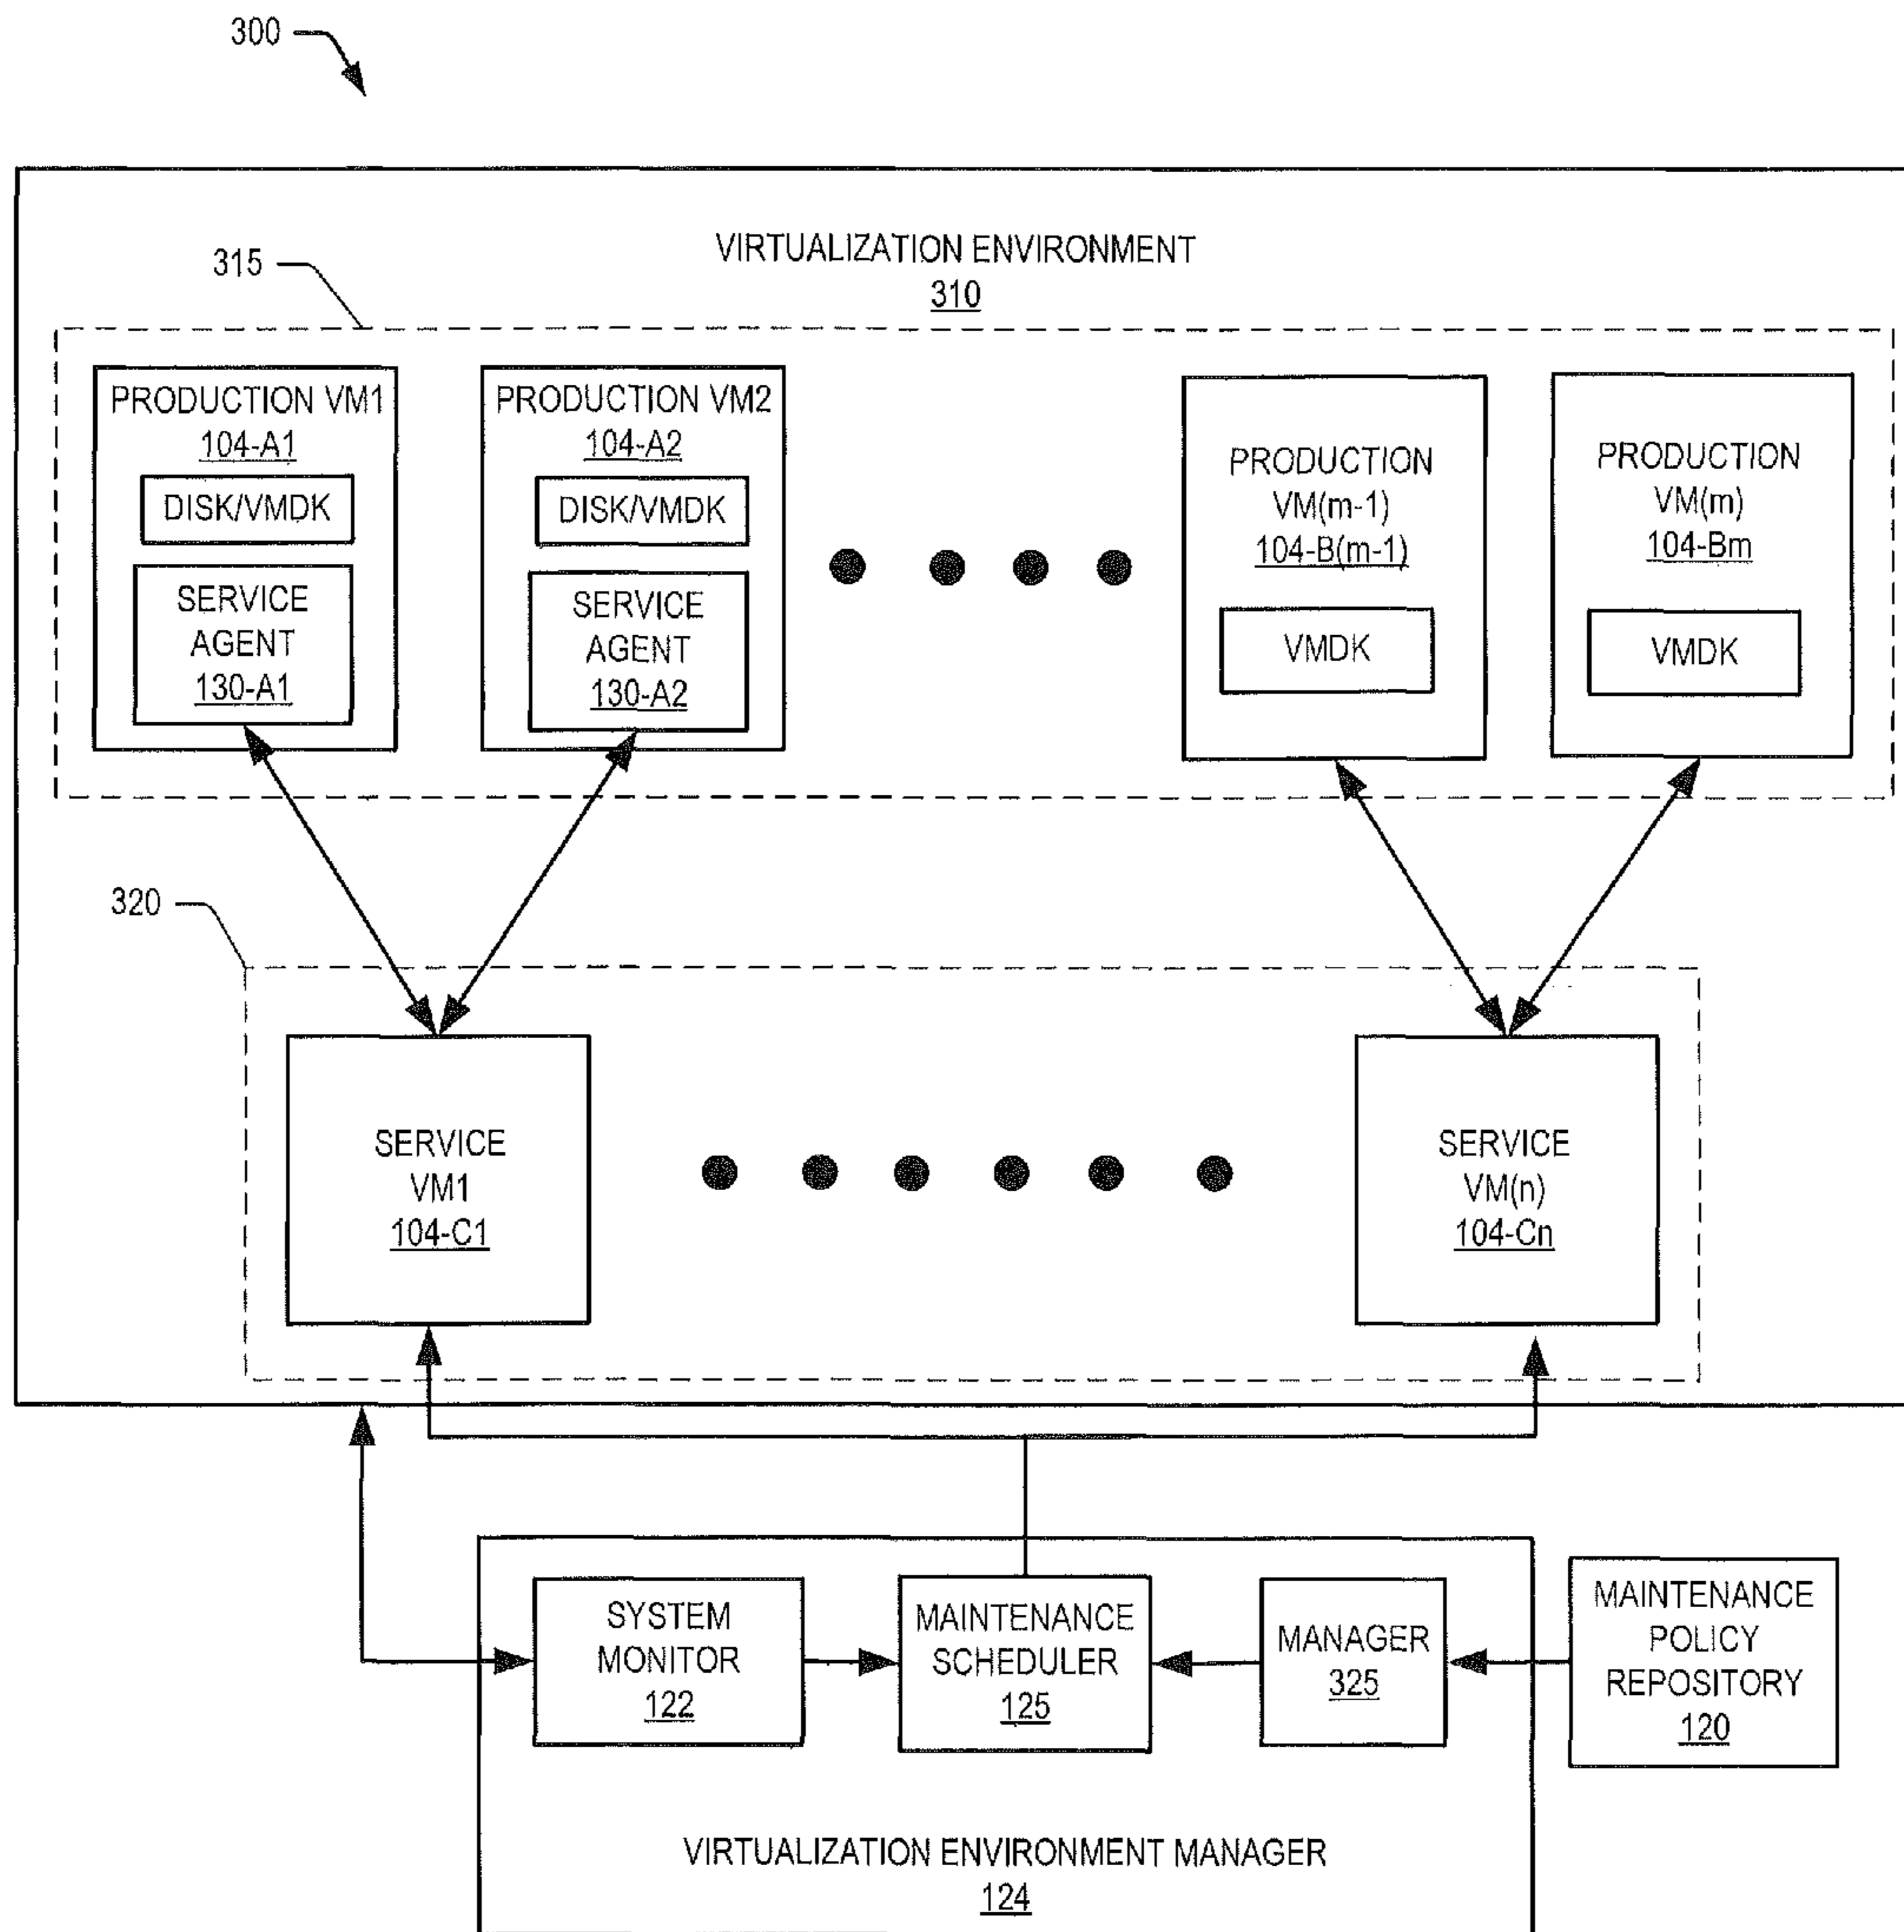 300
VIRTUALIZATION ENVIRONMENT
310
315
PRODUCTION VM1
104-A1
DISK/VMDK
SERVICE
AGENT
130-A1
PRODUCTION VM2
104-A2
DISK/VMDK
SERVICE
AGENT
130-A2
PRODUCTION
VM(m-1)
104-B(m-1)
VMDK
PRODUCTION
VM(m)
104-Bm
VMDK
320
SERVICE
VM1
104-C1
SERVICE
VM(n)
104-Cn
SYSTEM
MONITOR
122
MAINTENANCE
SCHEDULER
125
MANAGER
325
MAINTENANCE
POLICY
REPOSITORY
120
VIRTUALIZATION ENVIRONMENT MANAGER
124